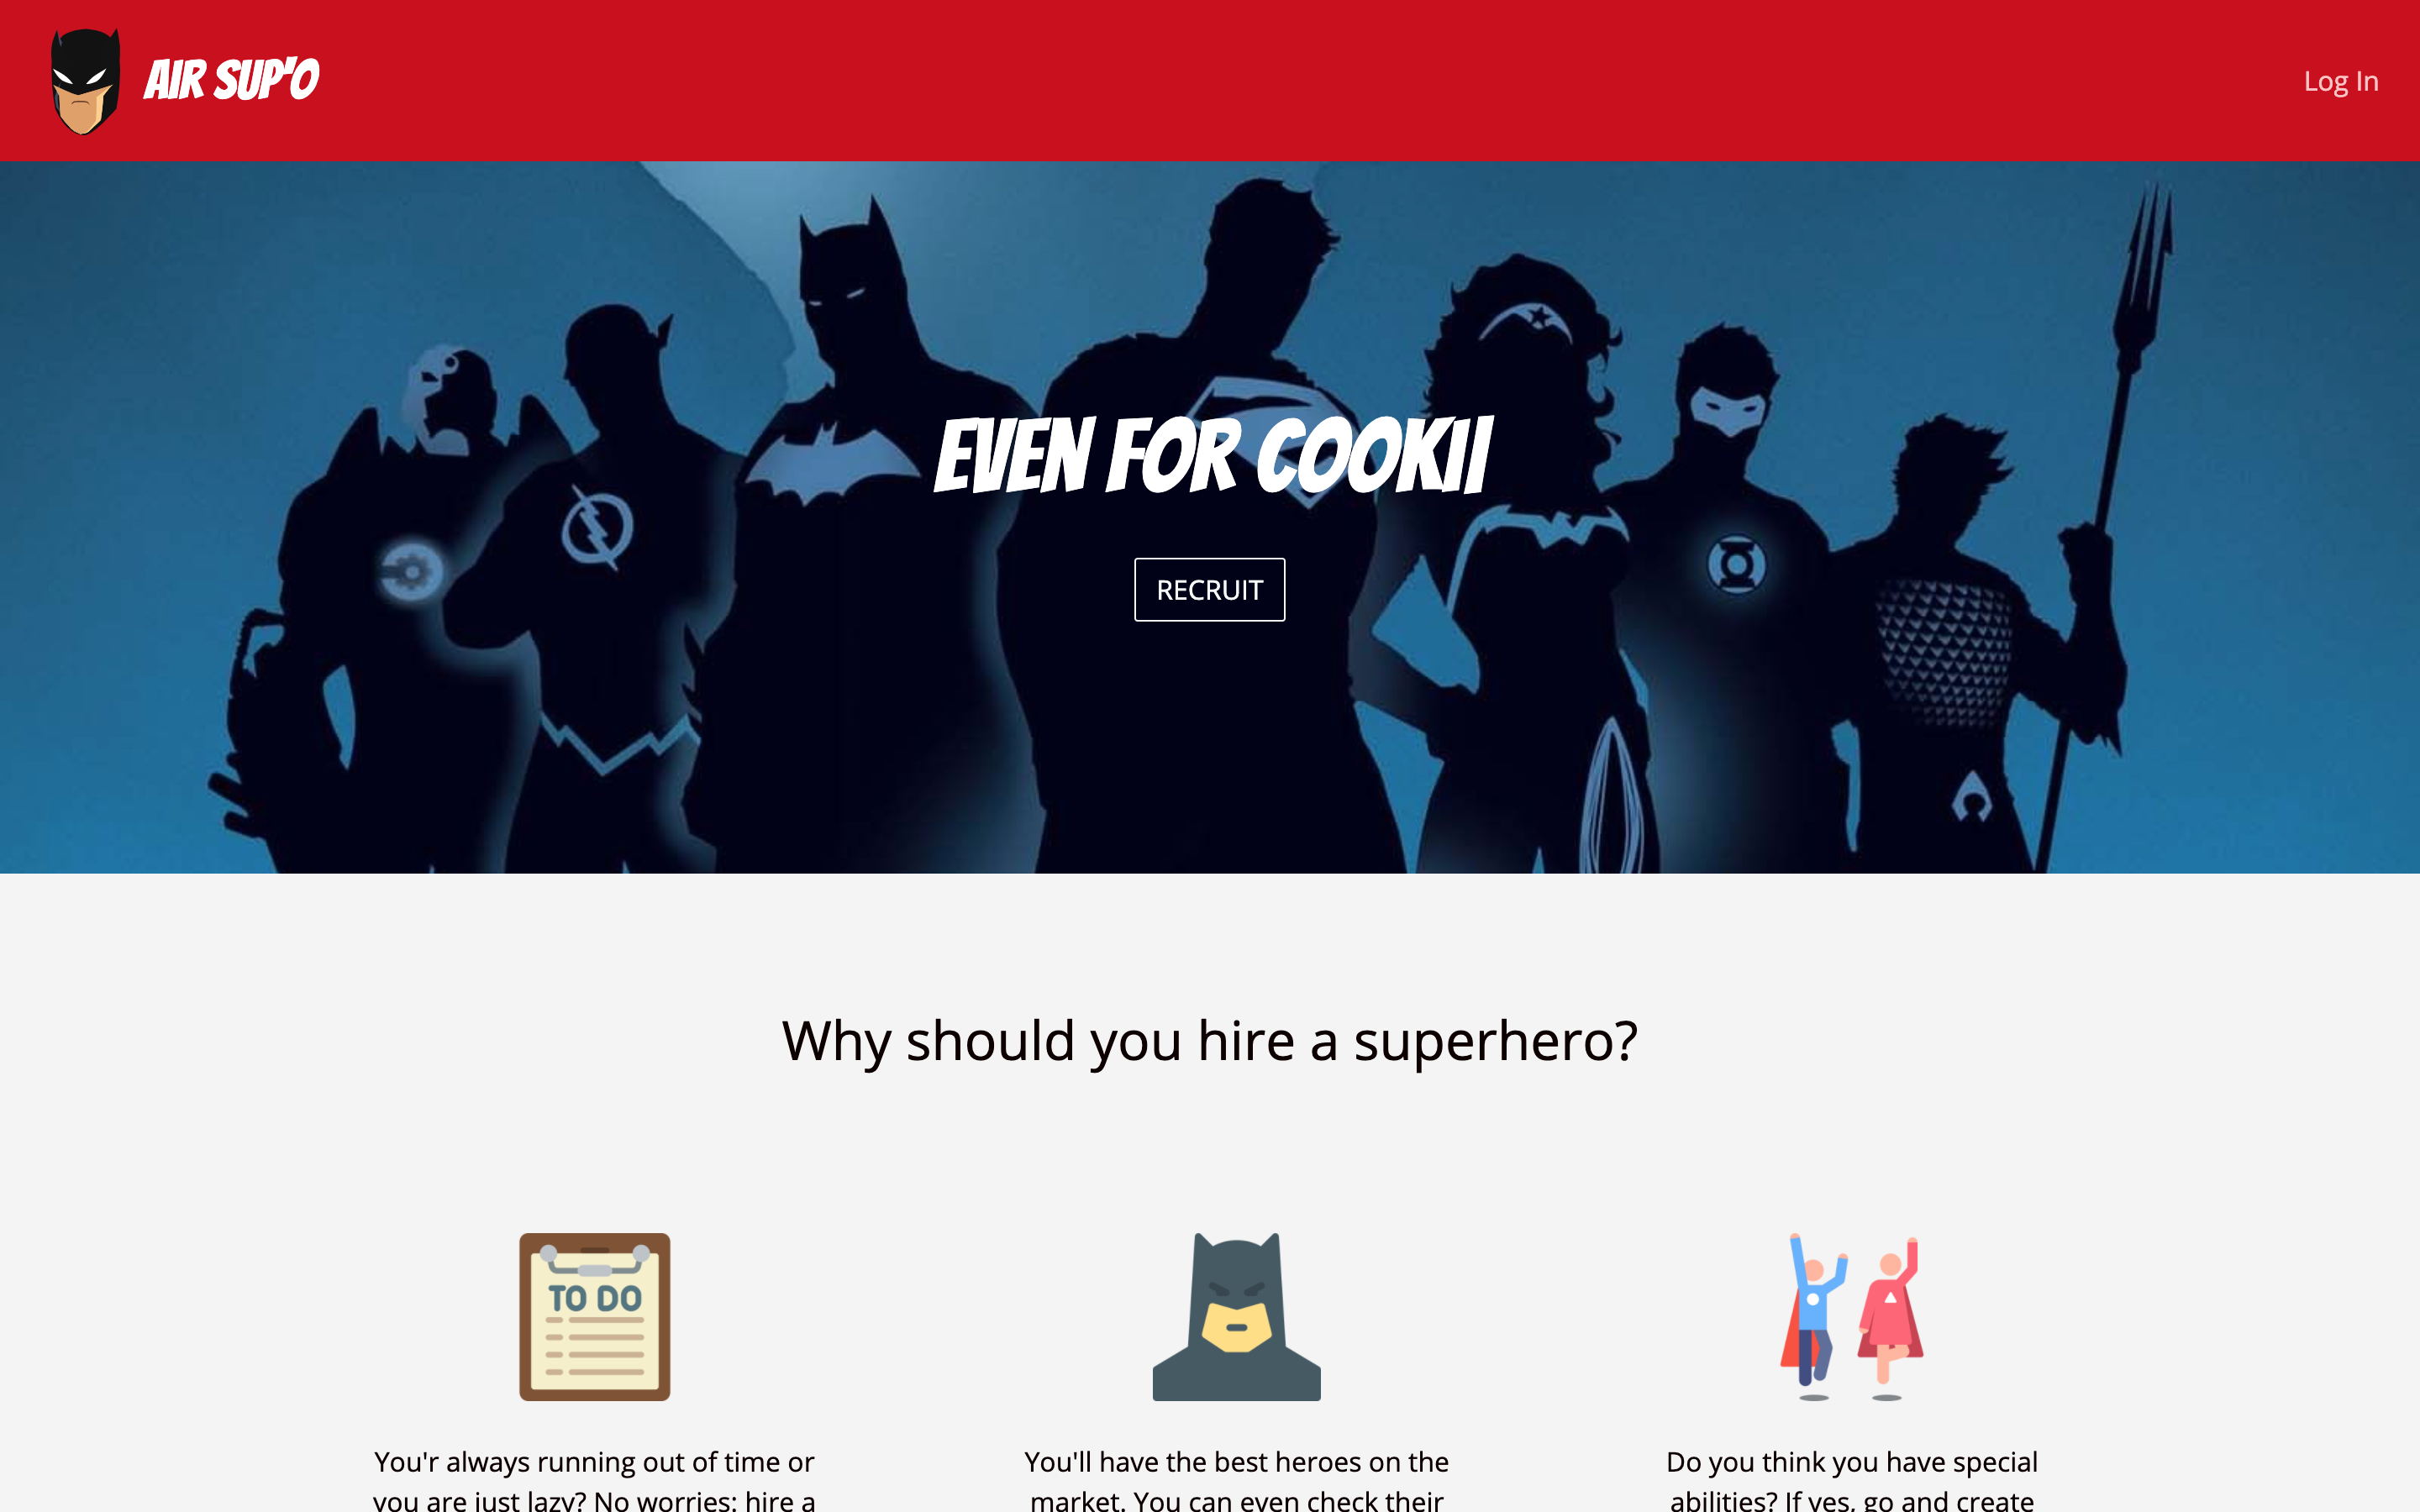 AIR SUP'O
Log In
EVEN FOR COOKII
RECRUIT
Why should you hire a superhero?
TO DO
You'r always running out of time or
you are just lazy? No worries: hire a
You'll have the best heroes on the
market. You can even check their
Do you think you have special
abilities? If yes, go and create